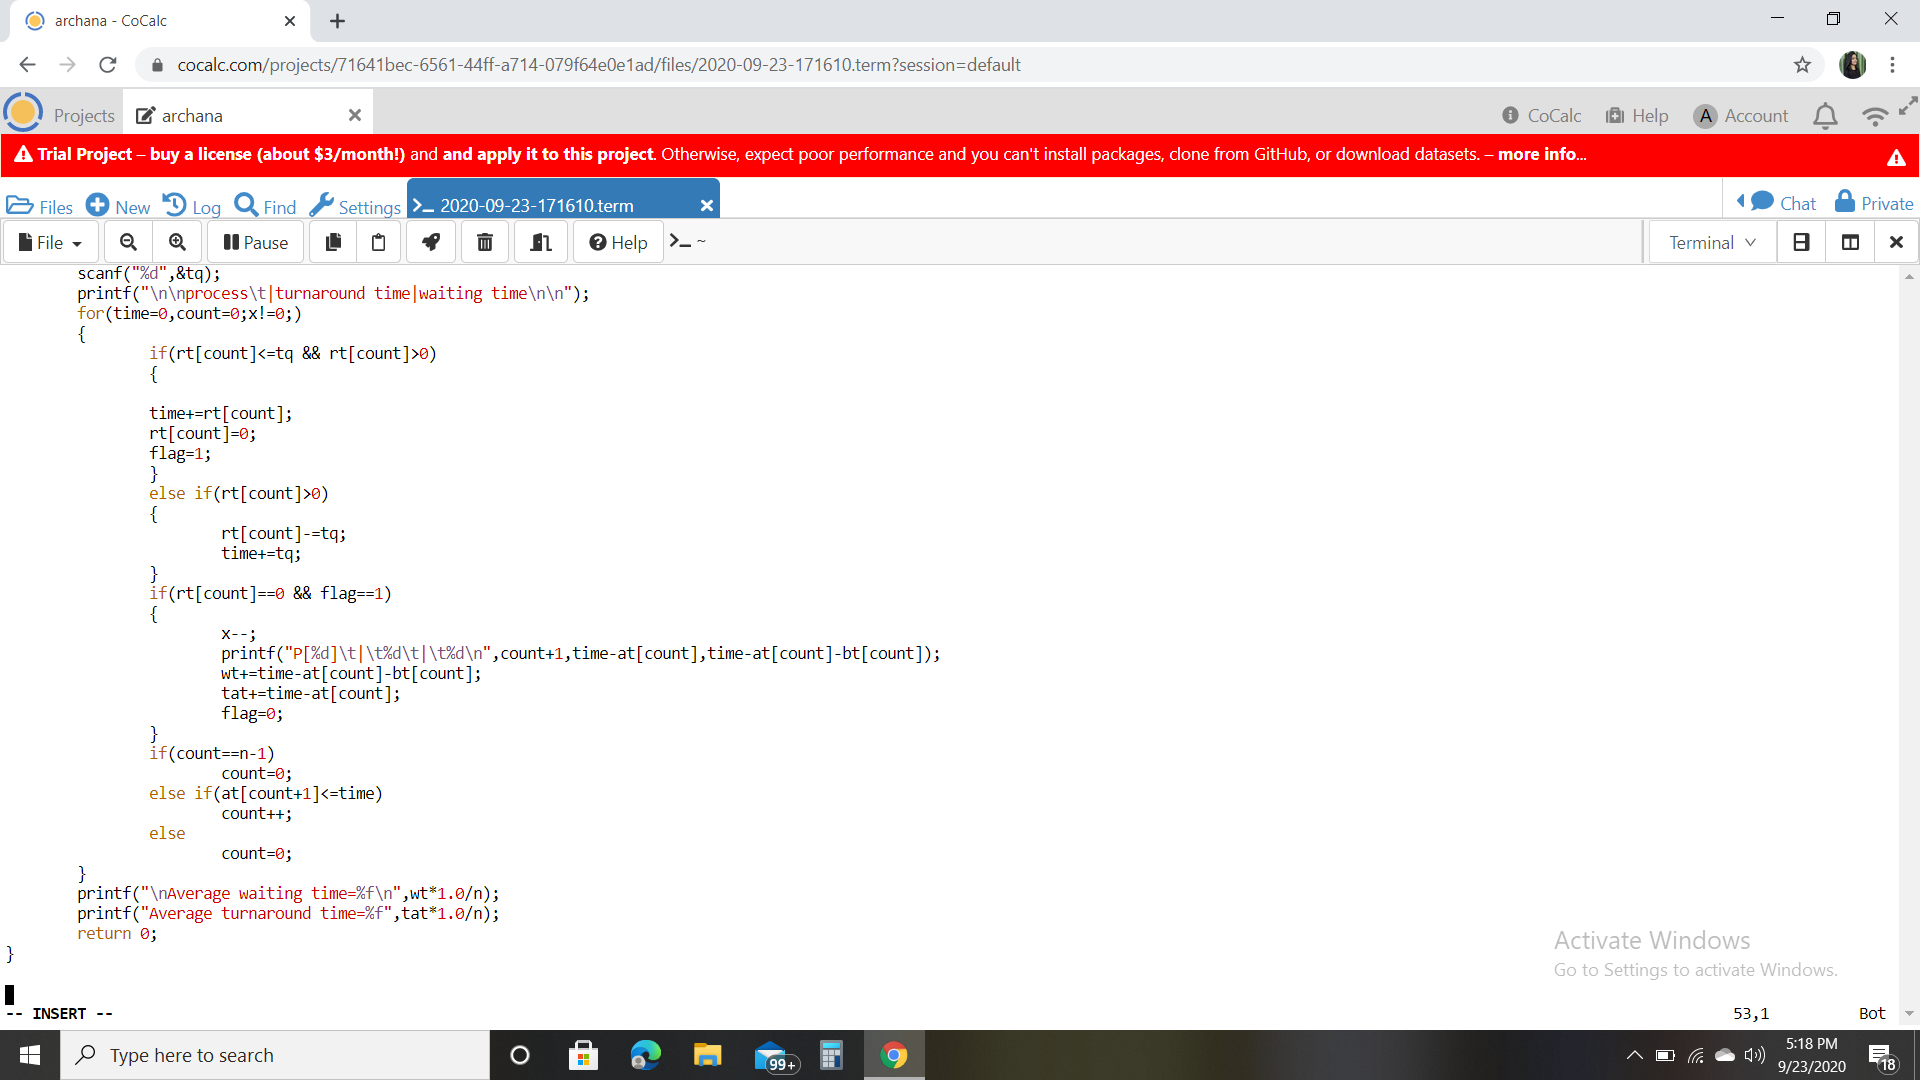 archana - CoCalc
cocalc.com/projects/71641bec-6561-44ff-a714-079f64e0e1ad/files/2020-09-23-171610.term?session=default
Projects archana CoCalc Help A Account
Trial Project – buy a license (about $3/month!) and and apply it to this project. Otherwise, expect poor performance and you can't install packages, clone from GitHub, or download datasets. – more info...
Files New Log Find Settings >_ 2020-09-23-171610.term Chat Private
File Pause Help >_ ~ Terminal
scanf("%d",&tq);
printf("\n\nprocess\t|turnaround time|waiting time\n\n");
for(time=0,count=0;x!=0;)
{
if(rt[count]<=tq && rt[count]>0)
{
time+=rt[count];
rt[count]=0;
flag=1;
}
else if(rt[count]>0)
{
rt[count]-=tq;
time+=tq;
}
if(rt[count]==0 && flag==1)
{
x--;
printf("P[%d]\t|\t%d\t|\t%d\n",count+1,time-at[count],time-at[count]-bt[count]);
wt+=time-at[count]-bt[count];
tat+=time-at[count];
flag=0;
}
if(count==n-1)
count=0;
else if(at[count+1]<=time)
count++;
else
count=0;
}
printf("\nAverage waiting time=%f\n",wt*1.0/n);
printf("Average turnaround time=%f",tat*1.0/n);
return 0;
}
Activate Windows
Go to Settings to activate Windows.
-- INSERT -- 53,1 Bot
Type here to search 99+ 5:18 PM
9/23/2020 18